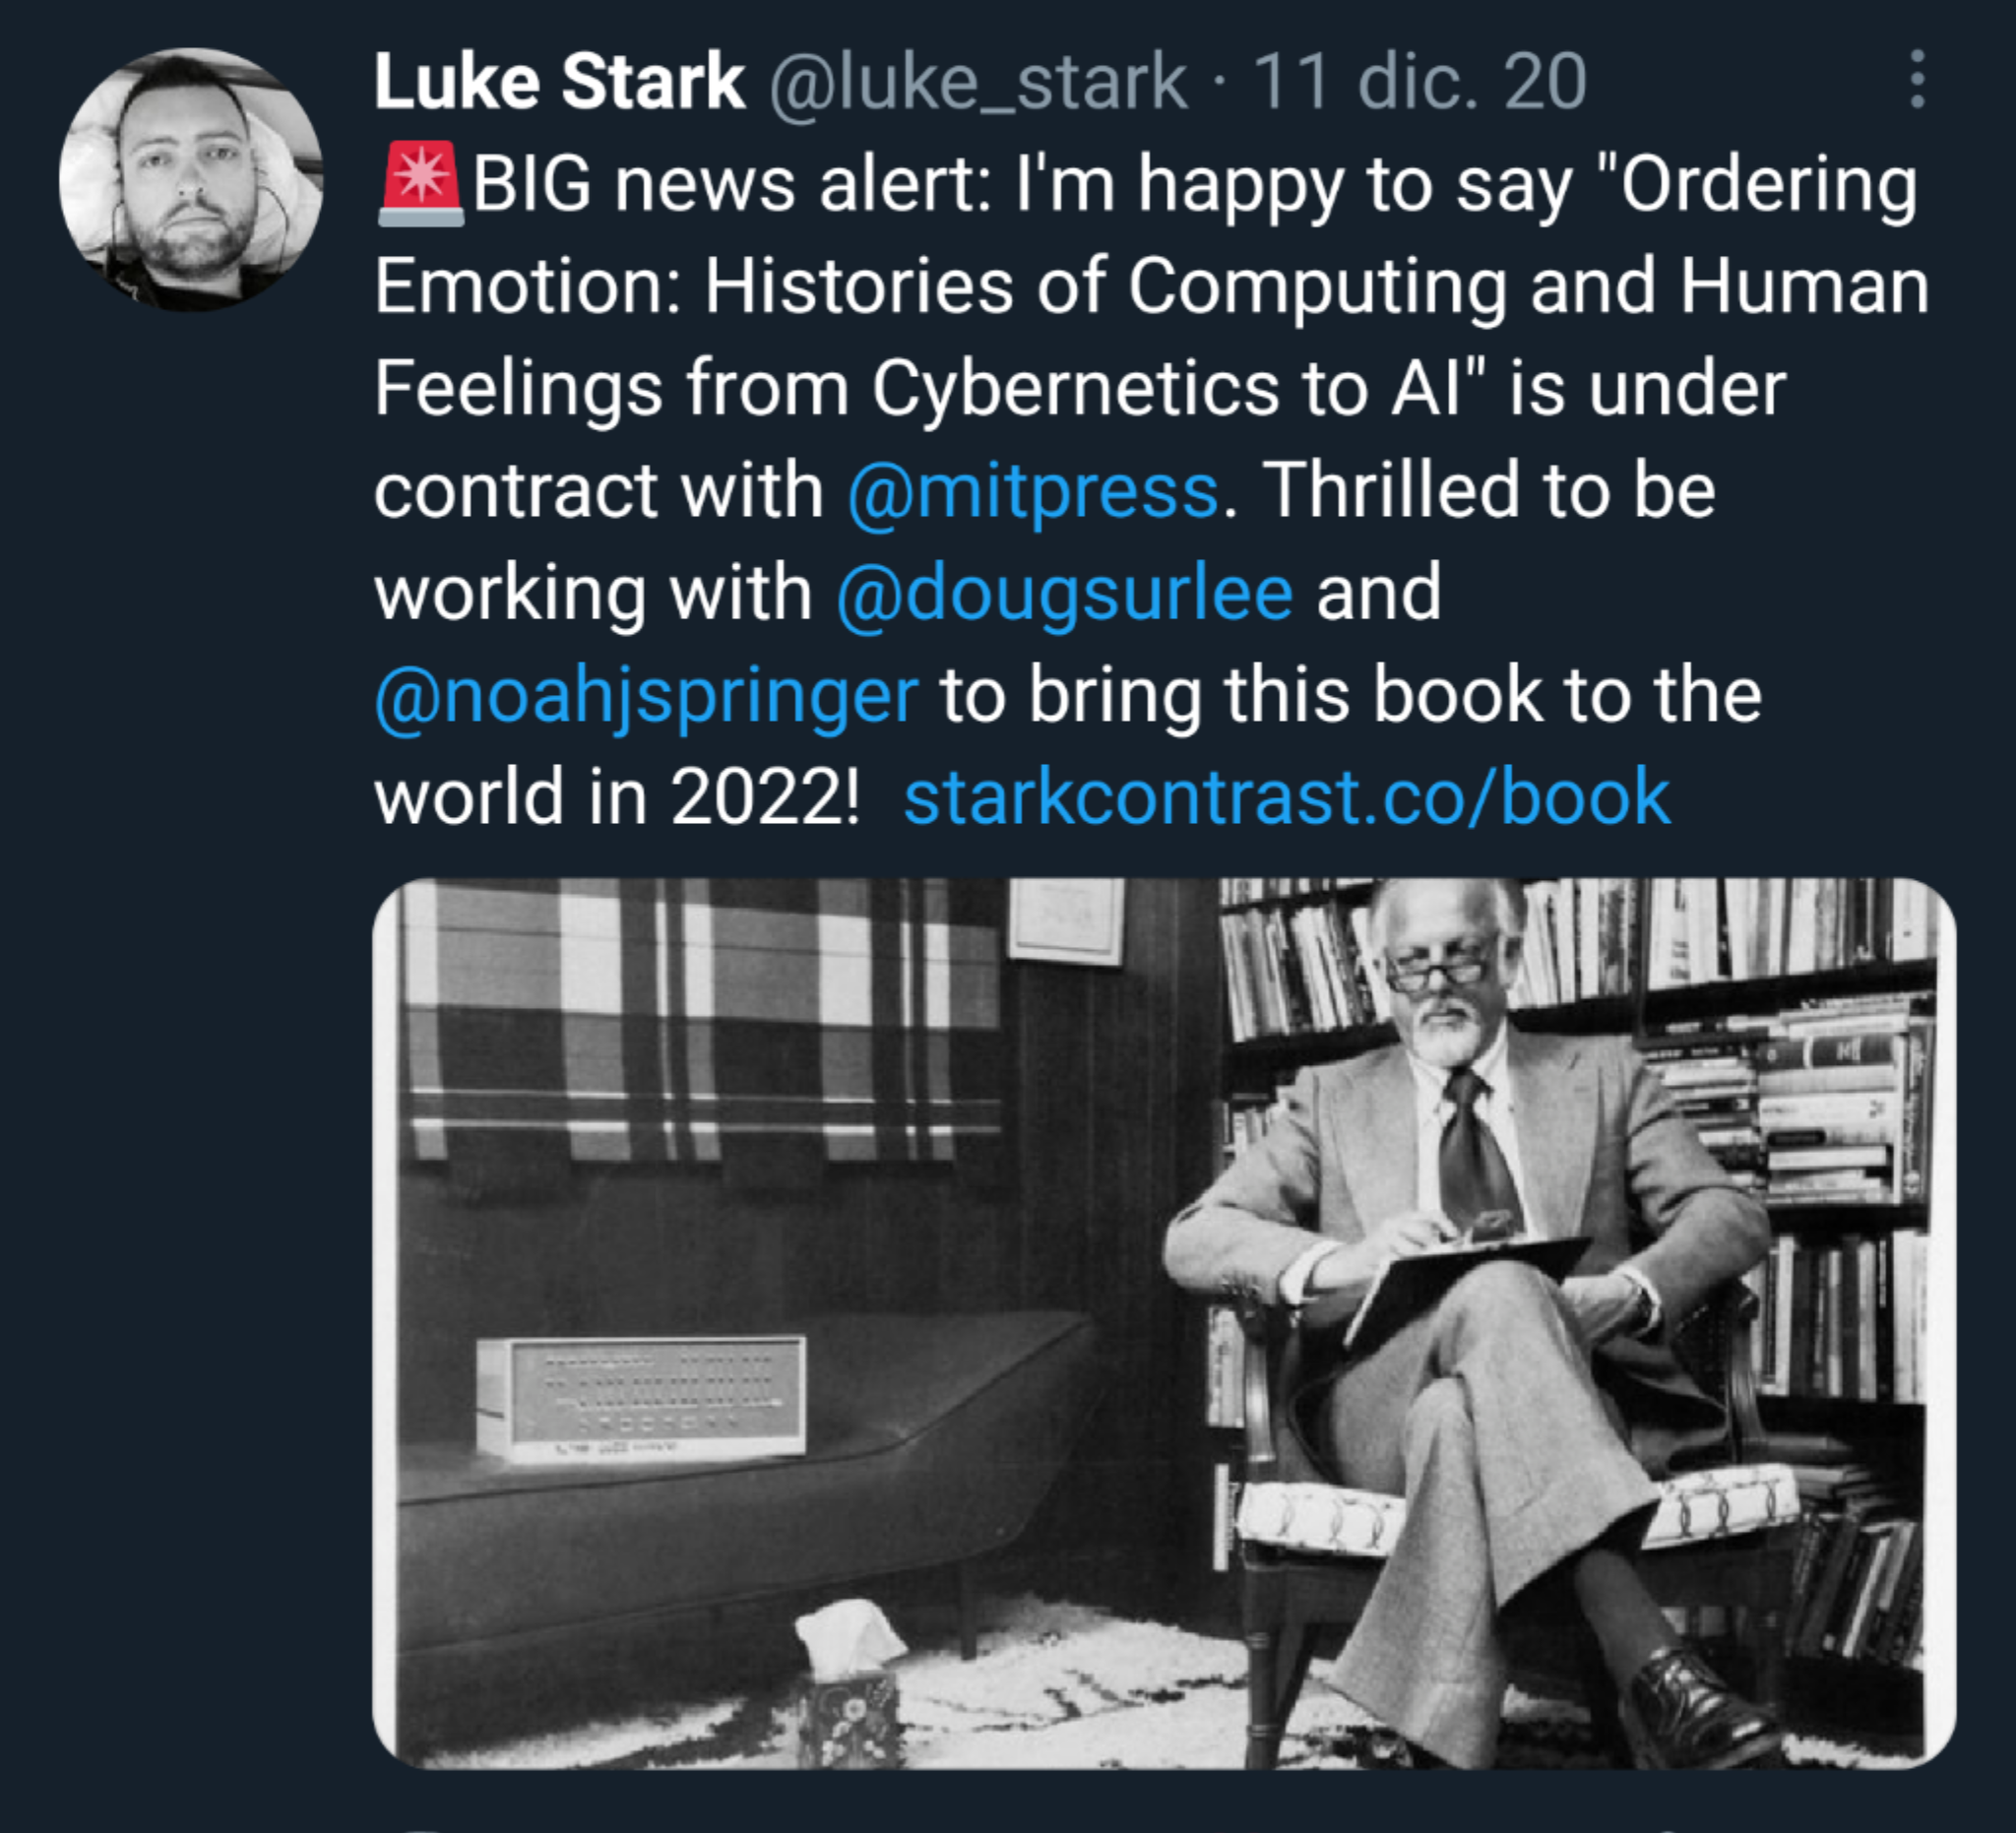 Luke Stark @luke_stark · 11 dic. 20
🚨BIG news alert: I'm happy to say "Ordering
Emotion: Histories of Computing and Human
Feelings from Cybernetics to AI" is under
contract with @mitpress. Thrilled to be
working with @dougsurlee and
@noahjspringer to bring this book to the
world in 2022!  starkcontrast.co/book